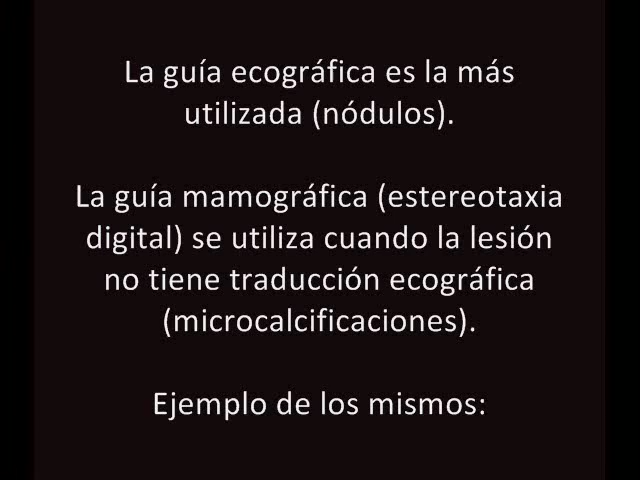 La guía ecográfica es la más
utilizada (nódulos).
La guía mamográfica (estereotaxia
digital) se utiliza cuando la lesión
no tiene traducción ecográfica
(microcalcificaciones).
Ejemplo de los mismos: